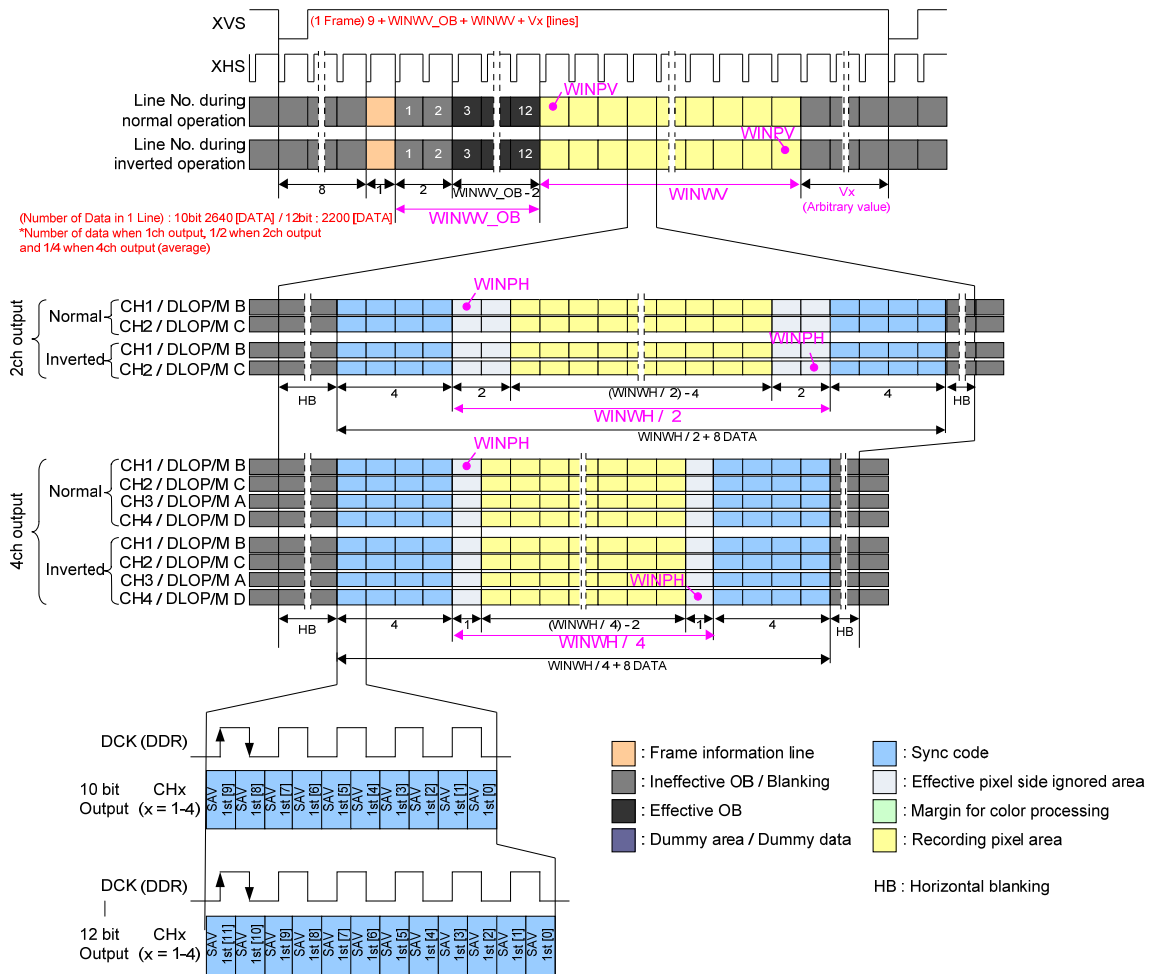 XVS
(1 Frame) 9 + WINWV_OB + WINWV + Vx [lines]
XHS
Line No. during
normal operation
1 2 3 12
WINPV
Line No. during
inverted operation
1 2 3 12
WINPV
8 1 2 WINWV_OB - 2 WINWV Vx
(Arbitrary value)
WINWV_OB
(Number of Data in 1 Line) : 10bit 2640 [DATA] / 12bit : 2200 [DATA]
*Number of data when 1ch output, 1/2 when 2ch output
and 1/4 when 4ch output (average)
2ch output
Normal
CH1 / DLOP/M B
CH2 / DLOP/M C
WINPH
Inverted
CH1 / DLOP/M B
CH2 / DLOP/M C
WINPH
HB 4 2 (WINWH / 2) - 4 2 4 HB
WINWH / 2
WINWH / 2 + 8 DATA
4ch output
Normal
CH1 / DLOP/M B
CH2 / DLOP/M C
CH3 / DLOP/M A
CH4 / DLOP/M D
WINPH
Inverted
CH1 / DLOP/M B
CH2 / DLOP/M C
CH3 / DLOP/M A
CH4 / DLOP/M D
WINPH
HB 4 1 (WINWH / 4) - 2 1 4 HB
WINWH / 4
WINWH / 4 + 8 DATA
DCK (DDR)
10 bit
Output
CHx
(x = 1-4)
SAV 1st [9]
SAV 1st [8]
SAV 1st [7]
SAV 1st [6]
SAV 1st [5]
SAV 1st [4]
SAV 1st [3]
SAV 1st [2]
SAV 1st [1]
SAV 1st [0]
DCK (DDR)
12 bit
Output
CHx
(x = 1-4)
SAV 1st [11]
SAV 1st [10]
SAV 1st [9]
SAV 1st [8]
SAV 1st [7]
SAV 1st [6]
SAV 1st [5]
SAV 1st [4]
SAV 1st [3]
SAV 1st [2]
SAV 1st [1]
SAV 1st [0]
: Frame information line
: Ineffective OB / Blanking
: Effective OB
: Dummy area / Dummy data
: Sync code
: Effective pixel side ignored area
: Margin for color processing
: Recording pixel area
HB : Horizontal blanking